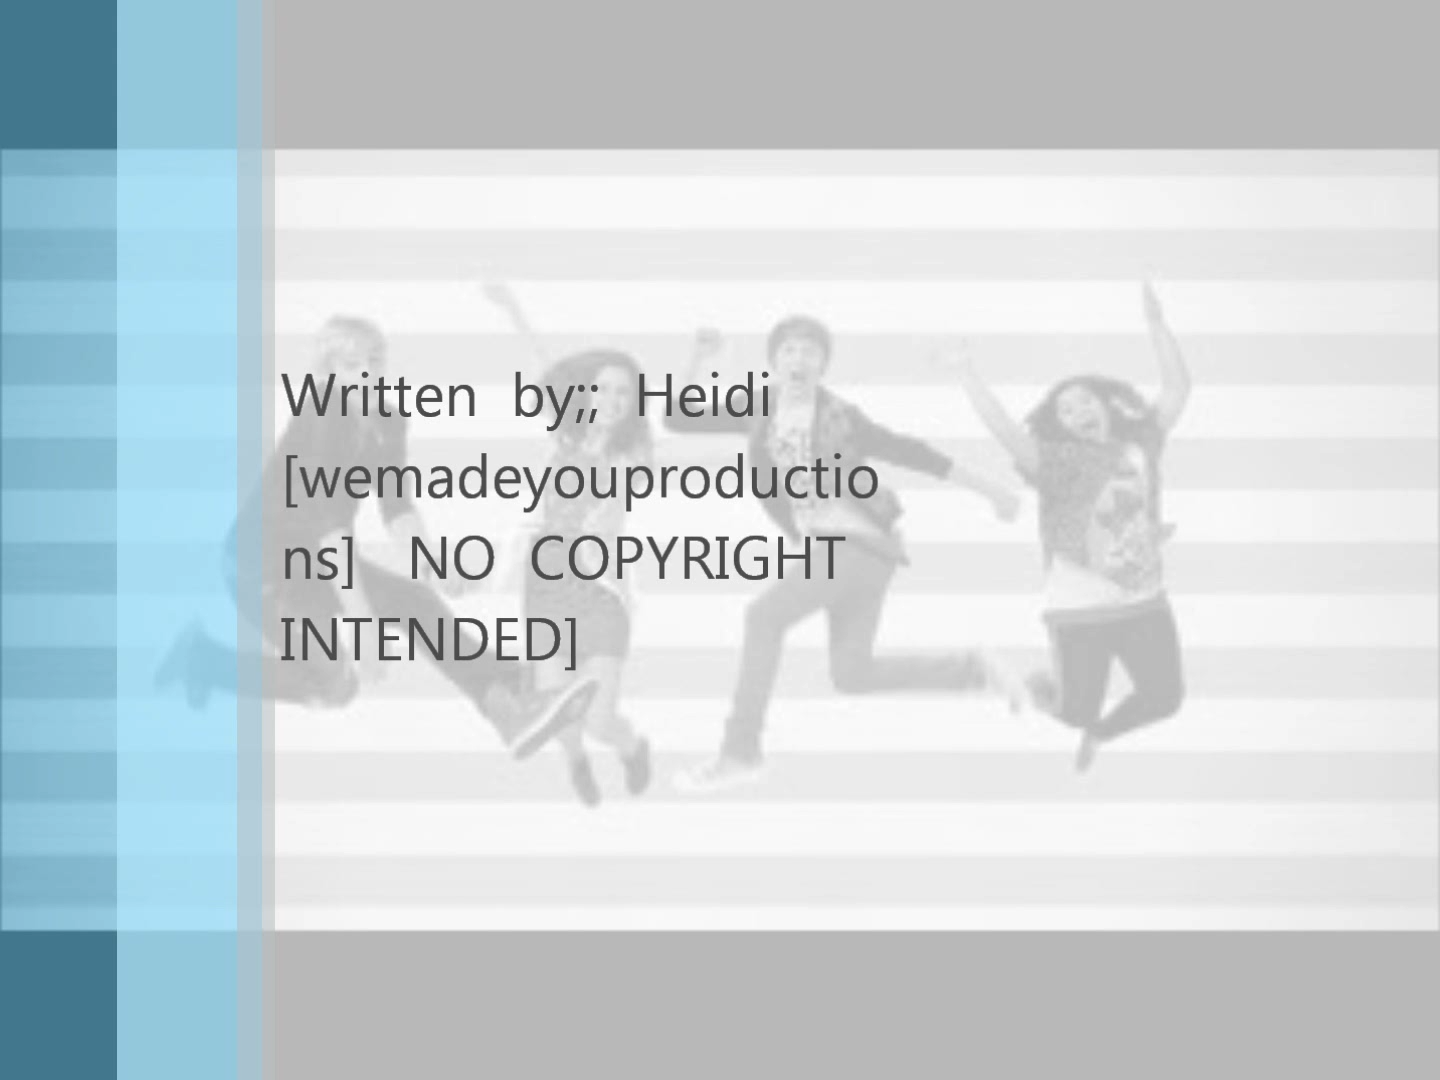 Written by;; Heidi
[wemadeyouproductio
ns] NO COPYRIGHT
INTENDED]